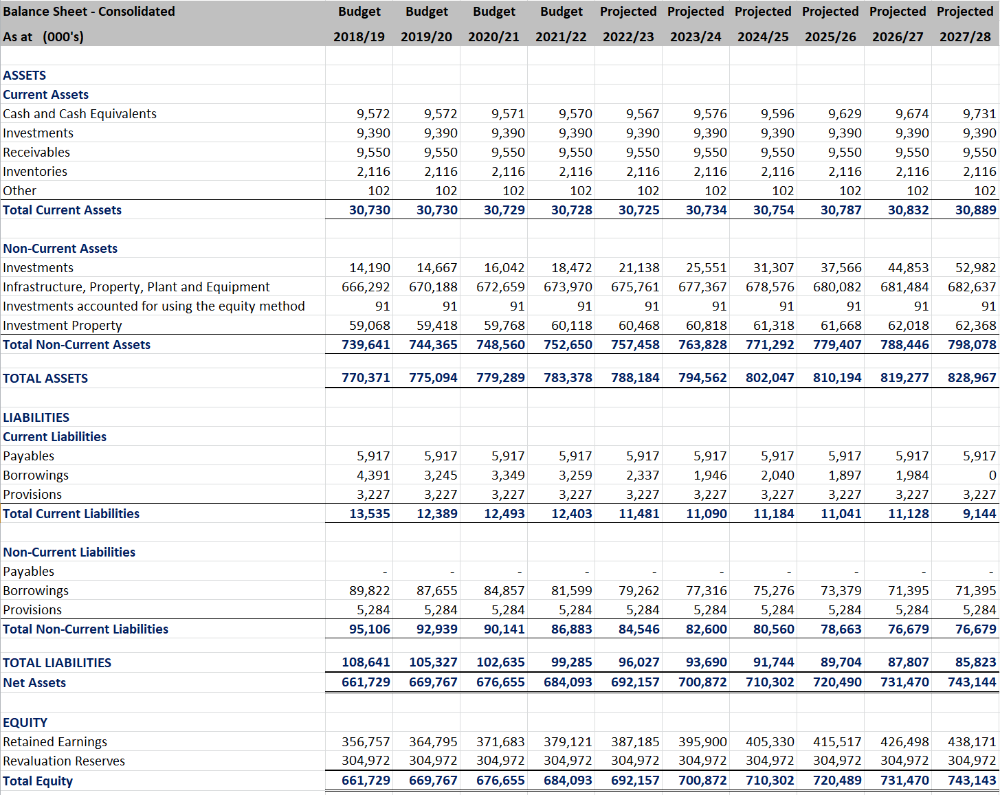 Balance Sheet - Consolidated Budget Budget Budget Budget Projected Projected Projected Projected Projected Projected
As at (000's) 2018/19 2019/20 2020/21 2021/22 2022/23 2023/24 2024/25 2025/26 2026/27 2027/28
ASSETS
Current Assets
Cash and Cash Equivalents 9,572 9,572 9,571 9,570 9,567 9,576 9,596 9,629 9,674 9,731
Investments 9,390 9,390 9,390 9,390 9,390 9,390 9,390 9,390 9,390 9,390
Receivables 9,550 9,550 9,550 9,550 9,550 9,550 9,550 9,550 9,550 9,550
Inventories 2,116 2,116 2,116 2,116 2,116 2,116 2,116 2,116 2,116 2,116
Other 102 102 102 102 102 102 102 102 102 102
Total Current Assets 30,730 30,730 30,729 30,728 30,725 30,734 30,754 30,787 30,832 30,889
Non-Current Assets
Investments 14,190 14,667 16,042 18,472 21,138 25,551 31,307 37,566 44,853 52,982
Infrastructure, Property, Plant and Equipment 666,292 670,188 672,659 673,970 675,761 677,367 678,576 680,082 681,484 682,637
Investments accounted for using the equity method 91 91 91 91 91 91 91 91 91 91
Investment Property 59,068 59,418 59,768 60,118 60,468 60,818 61,318 61,668 62,018 62,368
Total Non-Current Assets 739,641 744,365 748,560 752,650 757,458 763,828 771,292 779,407 788,446 798,078
TOTAL ASSETS 770,371 775,094 779,289 783,378 788,184 794,562 802,047 810,194 819,277 828,967
LIABILITIES
Current Liabilities
Payables 5,917 5,917 5,917 5,917 5,917 5,917 5,917 5,917 5,917 5,917
Borrowings 4,391 3,245 3,349 3,259 2,337 1,946 2,040 1,897 1,984 0
Provisions 3,227 3,227 3,227 3,227 3,227 3,227 3,227 3,227 3,227 3,227
Total Current Liabilities 13,535 12,389 12,493 12,403 11,481 11,090 11,184 11,041 11,128 9,144
Non-Current Liabilities
Payables - - - - - - - - - -
Borrowings 89,822 87,655 84,857 81,599 79,262 77,316 75,276 73,379 71,395 71,395
Provisions 5,284 5,284 5,284 5,284 5,284 5,284 5,284 5,284 5,284 5,284
Total Non-Current Liabilities 95,106 92,939 90,141 86,883 84,546 82,600 80,560 78,663 76,679 76,679
TOTAL LIABILITIES 108,641 105,327 102,635 99,285 96,027 93,690 91,744 89,704 87,807 85,823
Net Assets 661,729 669,767 676,655 684,093 692,157 700,872 710,302 720,490 731,470 743,144
EQUITY
Retained Earnings 356,757 364,795 371,683 379,121 387,185 395,900 405,330 415,517 426,498 438,171
Revaluation Reserves 304,972 304,972 304,972 304,972 304,972 304,972 304,972 304,972 304,972 304,972
Total Equity 661,729 669,767 676,655 684,093 692,157 700,872 710,302 720,489 731,470 743,143